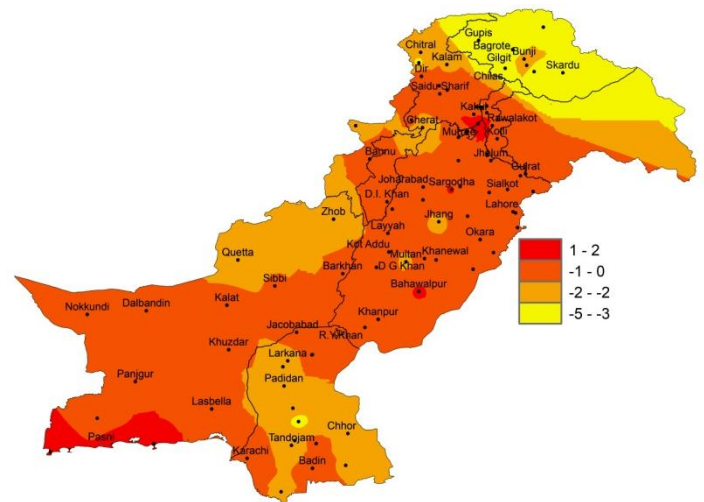 Gupis
Chitral
Bagrote
Bunji
Kalam
Gilgit
Skardu
Dir
Chilas
Saidu Sharif
Kakul
Rawalakot
Cherat
Murree
Kotli
Bannu
Jhelum
Gujrat
Joharabad
Sargogha
Sialkot
D.I. Khan
Lahore
Zhob
Layyah
Jhang
Okara
Kot Addu
Quetta
Multan
Khanewal
Barkhan
D G Khan
Sibbi
Bahawalpur
Nokkundi
Dalbandin
Kalat
Khanpur
Jacobabad
R.Y.Khan
Khuzdar
Larkana
Panjgur
Padidan
Lasbella
Chhor
Pasni
Tandojam
Karachi
Badin
1 - 2
-1 - 0
-2 - -2
-5 - -3